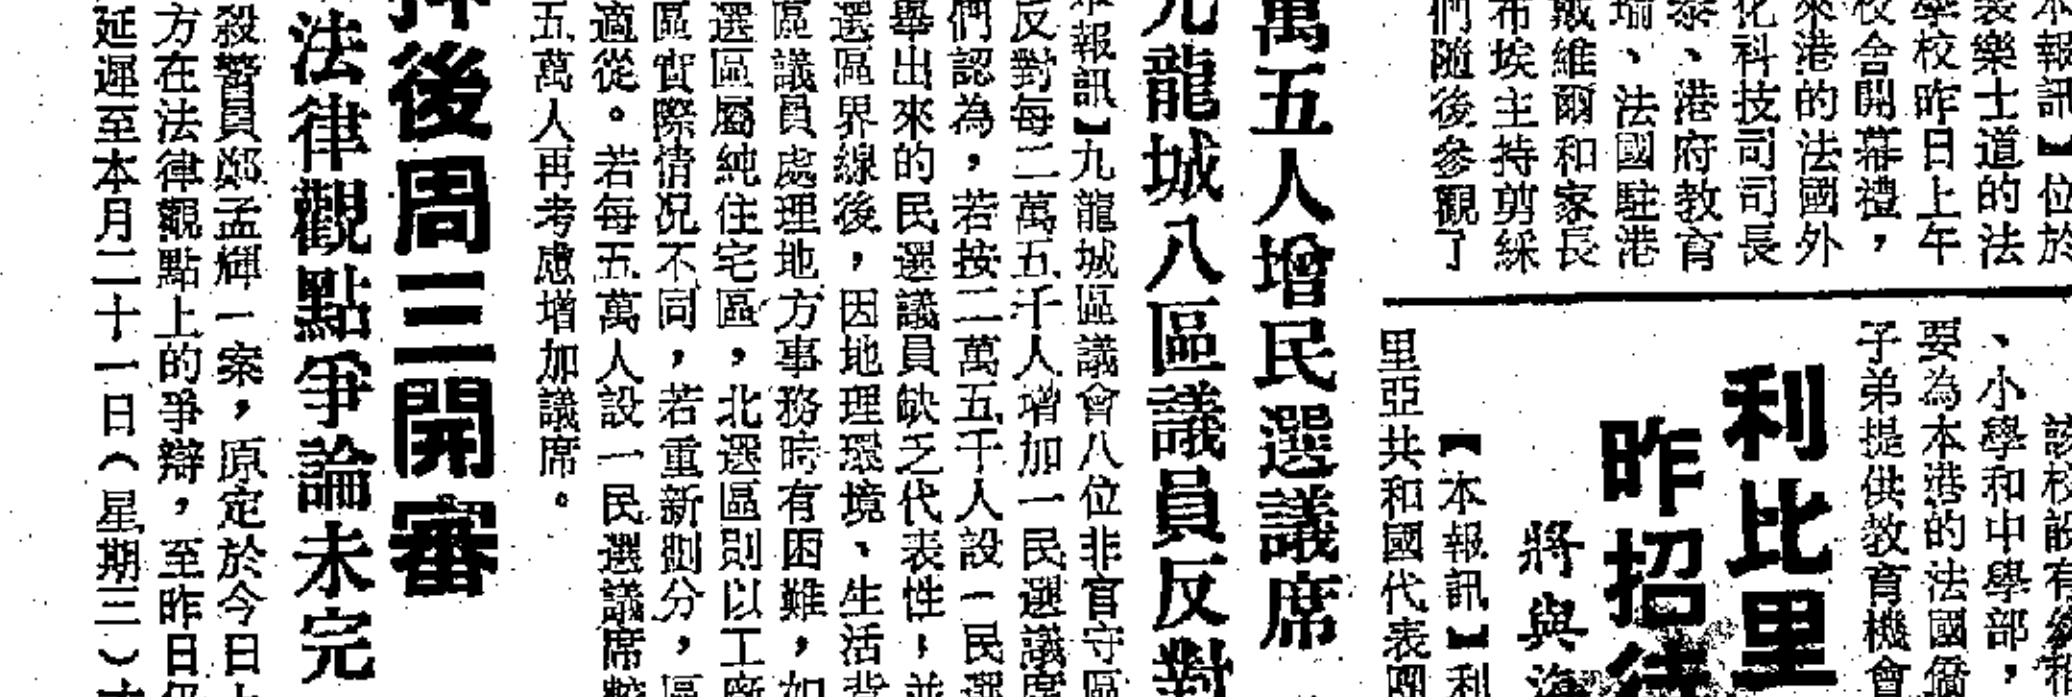 本報訊】位於
裝樂士道的法
學校昨日上午
校舍開幕禮，
來港的法國外
化科技司司長
泰、港府教育
瑞、法國駐港
戴維爾和家長
布埃主持剪綵
們隨後參觀了
該校設有
、小學和中學部，
要為本港的法國僑
子弟提供教育機會
利比里
昨招待
將與海
【本報訊】利
里亞共和國代表團
萬五人增民選議席
九龍城八區議員反對
本報訊】九龍城區議會八位非官守區
反對每二萬五千人增加一民選議席
們認為，若按二萬五千人設一民選
舉出來的民選議員缺乏代表性，並
選區界線後，因地理環境、生活背
區議員處理地方事務時有困難，如
選區屬純住宅區，北選區則以工廠
區實際情況不同，若重新劃分，區
適從。若每五萬人設一民選議席較
五萬人再考慮增加議席。
押後周三開審
法律觀點爭論未完
殺警員鄭孟輝一案，原定於今日上
方在法律觀點上的爭辯，至昨日仍
延遲至本月二十一日（星期三）才